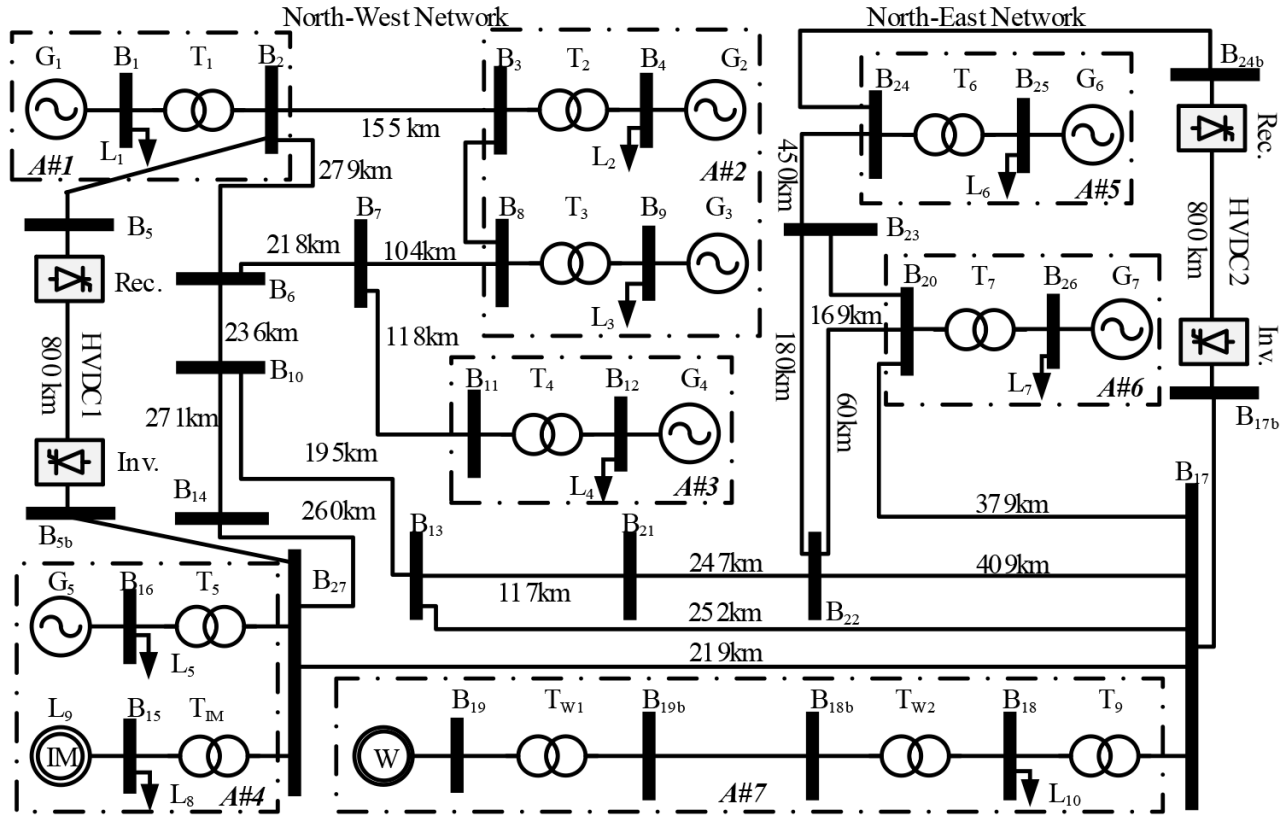 North-West Network
North-East Network
G1 B1 T1 B2
L1
A#1
155 km
279km
B3 T2 B4 G2
L2
A#2
B8 T3 B9 G3
L3
B5
Rec.
HVDC1
800 km
Inv.
B5b
B6
218km
B7
104km
118km
236km
B10
271km
195km
B14
260km
B11 T4 B12 G4
L4
A#3
B24 T6 B25 G6
L6
A#5
B24b
Rec.
HVDC2
800 km
Inv.
B17b
450km
B23
169km
180km
60km
B20 T7 B26 G7
L7
A#6
379km
B17
B13
B21
117km
247km
B22
409km
252km
219km
B27
G5 B16 T5
L5
L9 B15 TIM
IM
L8
A#4
B19 TW1 B19b B18b TW2 B18 T9
W
L10
A#7